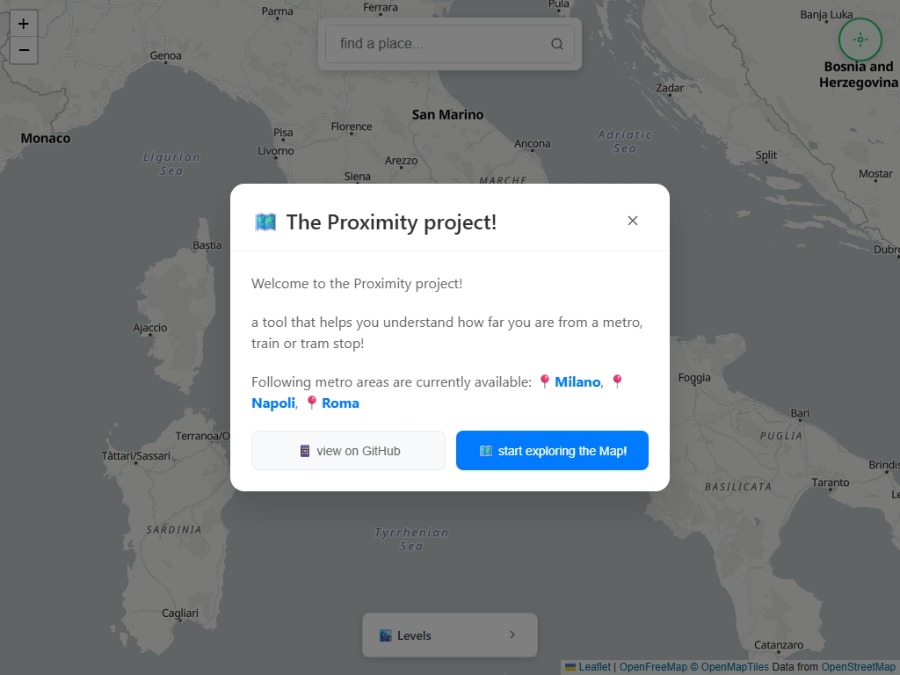 +
−
find a place...
Parma
Ferrara
Pula
Banja Luka
Genoa
Bosnia and
Herzegovina
Zadar
San Marino
Monaco
Pisa
Florence
Livorno
Ancona
Adriatic
Sea
Ligurian
Sea
Arezzo
Split
Siena
MARCHE
Mostar
The Proximity project!
×
Bastia
Welcome to the Proximity project!
a tool that helps you understand how far you are from a metro,
train or tram stop!
Ajaccio
Following metro areas are currently available: 📍 Milano, 📍
Napoli, 📍 Roma
Foggia
Bari
PUGLIA
Terranoa/O
Tàttari/Sassari
view on GitHub
start exploring the Map!
Brindis
Taranto
BASILICATA
Le
SARDINIA
Tyrrhenian
Sea
Cagliari
Levels
Catanzaro
Leaflet | OpenFreeMap © OpenMapTiles Data from OpenStreetMap